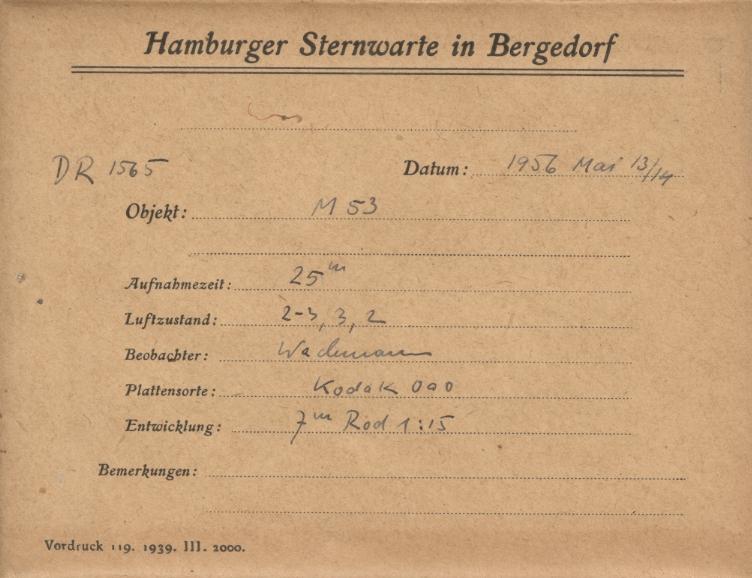 Hamburger Sternwarte in Bergedorf
DR 1565 Datum: 1956 Mai 13/14
Objekt: M 53
Aufnahmezeit: 25ᵐ
Luftzustand: 2-3, 3, 2
Beobachter: Wachmann
Plattensorte: Kodak OaO
Entwicklung: 7ᵐ Rod 1:15
Bemerkungen:
Vordruck 119. 1939. III. 2000.